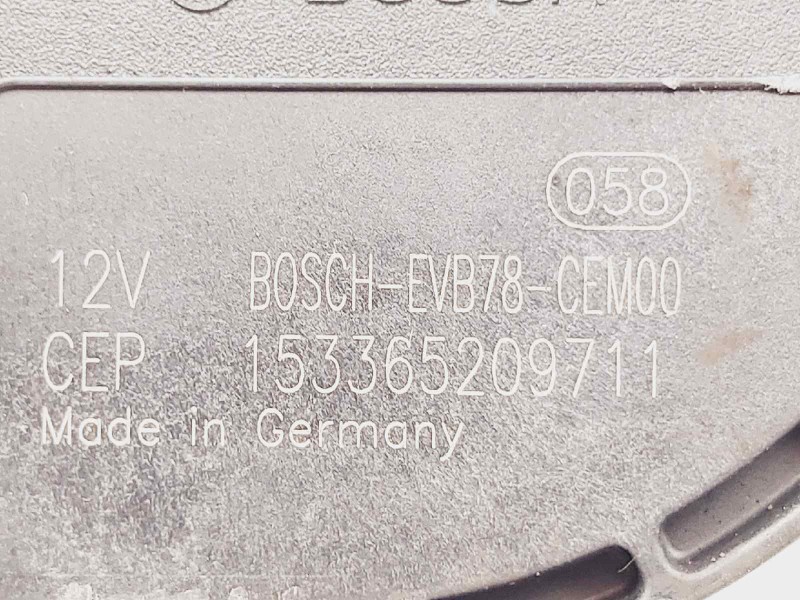 058
12V BOSCH-EVB78-CEM00
CEP 153365209711
Made in Germany